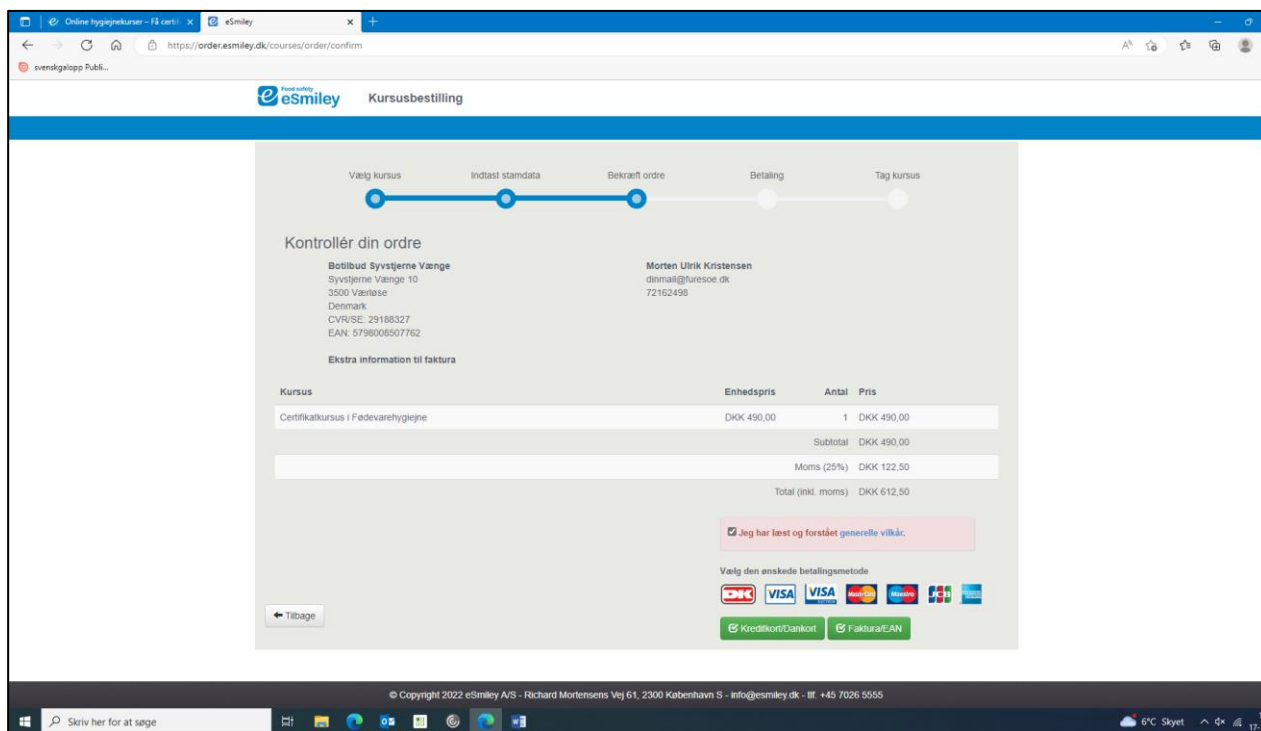 Online hygiejnekurser – Få certi
eSmiley
https://order.esmiley.dk/courses/order/confirm
svenskgalopp Publi...
Food safety
eSmiley
Kursusbestilling
Vælg kursus
Indtast stamdata
Bekræft ordre
Betaling
Tag kursus
Kontrollér din ordre
Botilbud Syvstjerne Vænge
Syvstjerne Vænge 10
3500 Værløse
Denmark
CVR/SE: 29188327
EAN: 5798008507762
Ekstra information til faktura
Morten Ulrik Kristensen
dinmail@furesoe.dk
72162498
Kursus Enhedspris Antal Pris
Certifikatkursus i Fødevarehygiejne DKK 490,00 1 DKK 490,00
Subtotal DKK 490,00
Moms (25%) DKK 122,50
Total (inkl. moms) DKK 612,50
Jeg har læst og forstået generelle vilkår.
Vælg den ønskede betalingsmetode
DK VISA VISA MasterCard Maestro JCB
Tilbage
Kreditkort/Dankort
Faktura/EAN
© Copyright 2022 eSmiley A/S - Richard Mortensens Vej 61, 2300 København S - info@esmiley.dk - tlf. +45 7026 5555
Skriv her for at søge
6°C Skyet
17-